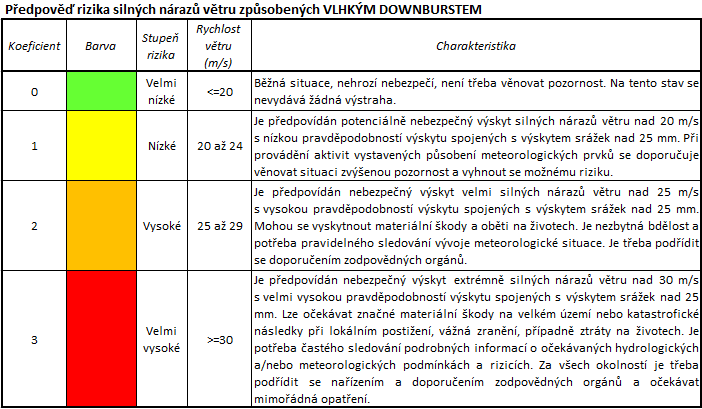 Předpověď rizika silných nárazů větru způsobených VLHKÝM DOWNBURSTEM
Koeficient
Barva
Stupeň
rizika
Rychlost
větru
(m/s)
Charakteristika
0
Velmi
nízké
<=20
Běžná situace, nehrozí nebezpečí, není třeba věnovat pozornost. Na tento stav se
nevydává žádná výstraha.
1
Nízké
20 až 24
Je předpovídán potenciálně nebezpečný výskyt silných nárazů větru nad 20 m/s
s nízkou pravděpodobností výskytu spojených s výskytem srážek nad 25 mm. Při
provádění aktivit vystavených působení meteorologických prvků se doporučuje
věnovat situaci zvýšenou pozornost a vyhnout se možnému riziku.
2
Vysoké
25 až 29
Je předpovídán nebezpečný výskyt velmi silných nárazů větru nad 25 m/s
s vysokou pravděpodobností výskytu spojených s výskytem srážek nad 25 mm.
Mohou se vyskytnout materiální škody a oběti na životech. Je nezbytná bdělost a
potřeba pravidelného sledování vývoje meteorologické situace. Je třeba podřídit
se doporučením zodpovědných orgánů.
3
Velmi
vysoké
>=30
Je předpovídán nebezpečný výskyt extrémně silných nárazů větru nad 30 m/s
s velmi vysokou pravděpodobností výskytu spojených s výskytem srážek nad 25
mm. Lze očekávat značné materiální škody na velkém území nebo katastrofické
následky při lokálním postižení, vážná zranění, případně ztráty na životech. Je
potřeba častého sledování podrobných informací o očekávaných hydrologických
a/nebo meteorologických podmínkách a rizicích. Za všech okolností je třeba
podřídit se nařízením a doporučením zodpovědných orgánů a očekávat
mimořádná opatření.